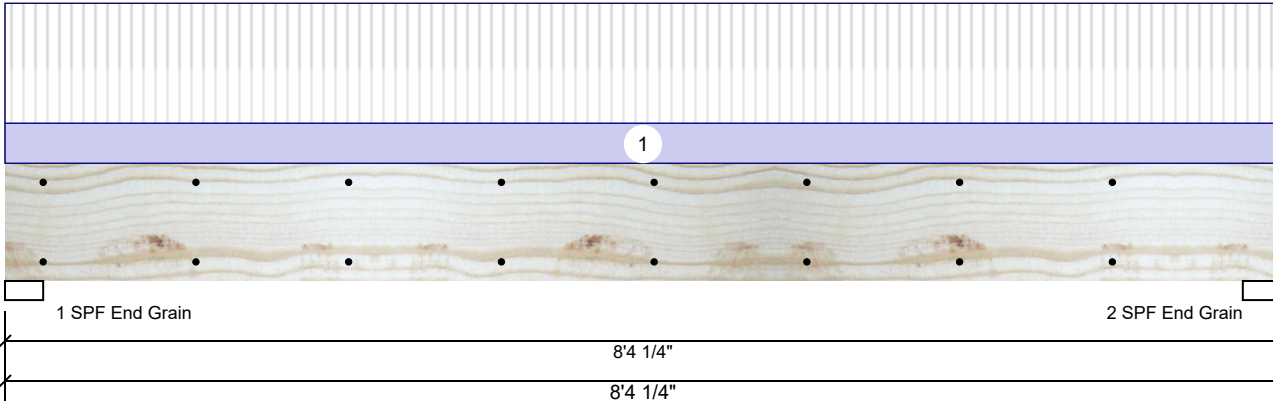 1
1 SPF End Grain
2 SPF End Grain
8'4 1/4"
8'4 1/4"